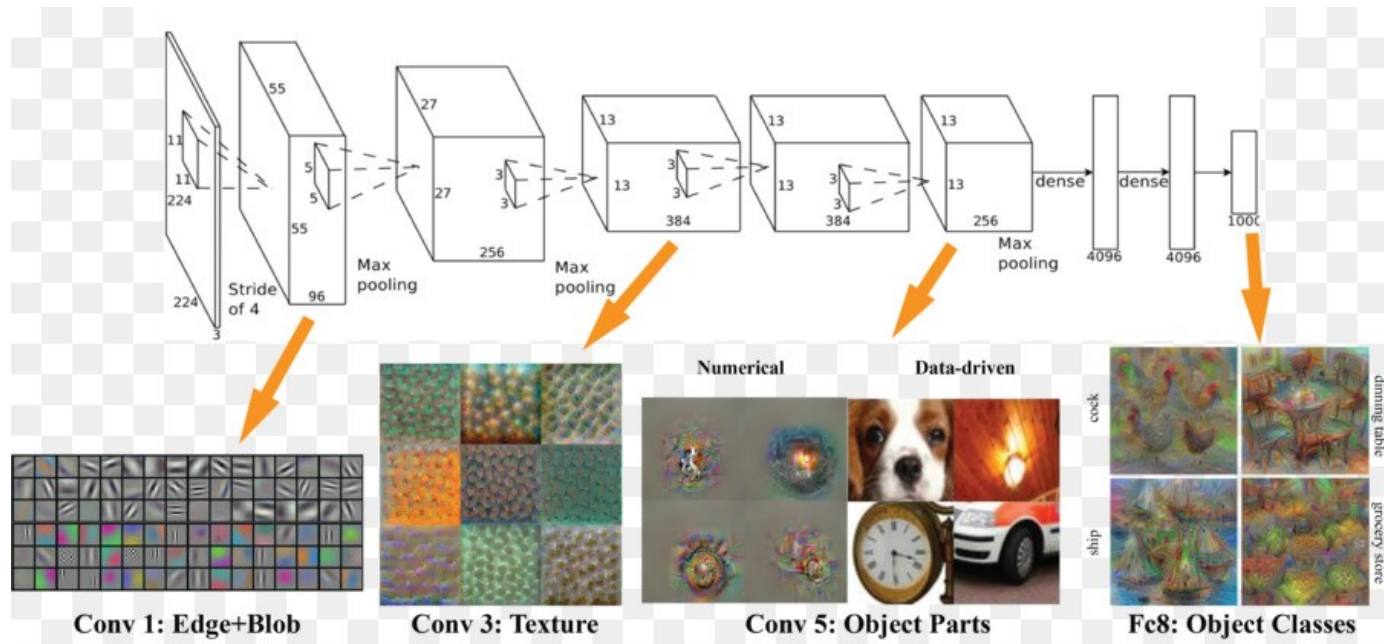 55
27
13
13
13
11
5
3
3
3
11
5
27
3
13
3
13
3
13
dense
dense
224
55
256
384
384
256
1000
224
Stride
of 4
96
Max
pooling
Max
pooling
Max
pooling
4096
4096
3
Numerical
Data-driven
cock
dinning table
ship
grocery store
Conv 1: Edge+Blob
Conv 3: Texture
Conv 5: Object Parts
Fc8: Object Classes